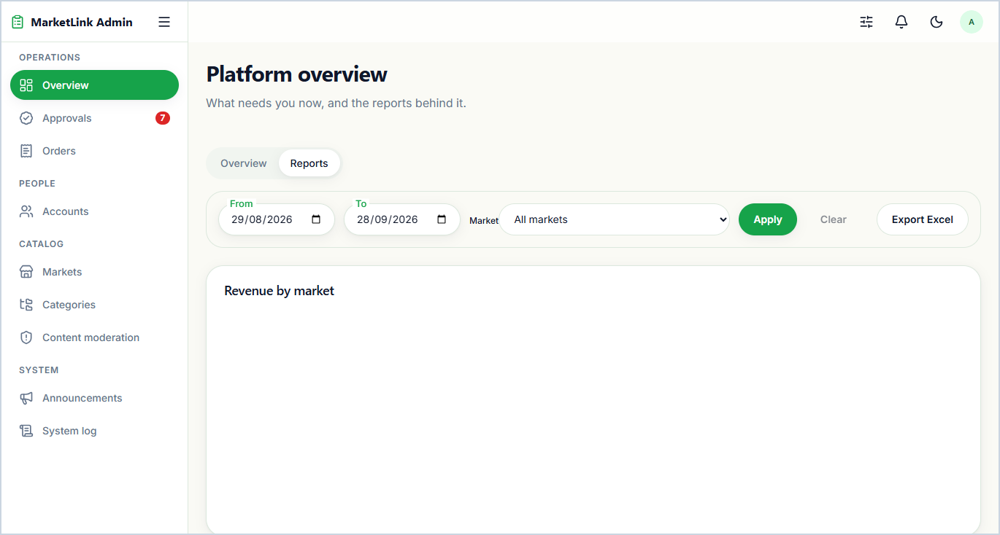 MarketLink Admin
A
OPERATIONS
Overview
Approvals 7
Orders
PEOPLE
Accounts
CATALOG
Markets
Categories
Content moderation
SYSTEM
Announcements
System log
Platform overview
What needs you now, and the reports behind it.
Overview Reports
From To
29/08/2026 28/09/2026 Market All markets Apply Clear Export Excel
Revenue by market